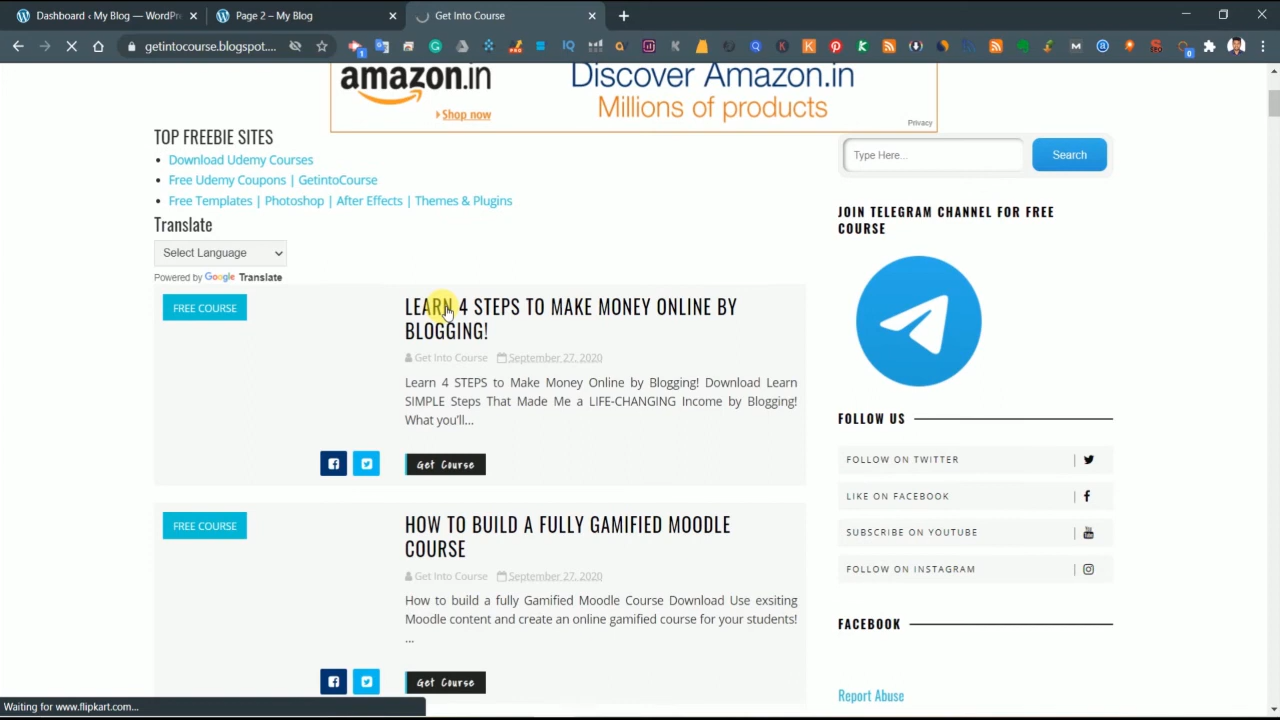 Dashboard ‹ My Blog — WordPr
Page 2 – My Blog
Get Into Course
getintocourse.blogspot....
amazon.in
Shop now
Discover Amazon.in
Millions of products
Privacy
TOP FREEBIE SITES
Download Udemy Courses
Free Udemy Coupons | GetintoCourse
Free Templates | Photoshop | After Effects | Themes & Plugins
Translate
Select Language
Powered by Google Translate
Type Here...
Search
JOIN TELEGRAM CHANNEL FOR FREE
COURSE
FREE COURSE
LEARN 4 STEPS TO MAKE MONEY ONLINE BY
BLOGGING!
Get Into Course September 27, 2020
Learn 4 STEPS to Make Money Online by Blogging! Download Learn
SIMPLE Steps That Made Me a LIFE-CHANGING Income by Blogging!
What you'll...
Get Course
FREE COURSE
HOW TO BUILD A FULLY GAMIFIED MOODLE
COURSE
Get Into Course September 27, 2020
How to build a fully Gamified Moodle Course Download Use exsiting
Moodle content and create an online gamified course for your students!
...
Get Course
FOLLOW US
FOLLOW ON TWITTER
LIKE ON FACEBOOK
SUBSCRIBE ON YOUTUBE
FOLLOW ON INSTAGRAM
FACEBOOK
Report Abuse
Waiting for www.flipkart.com...